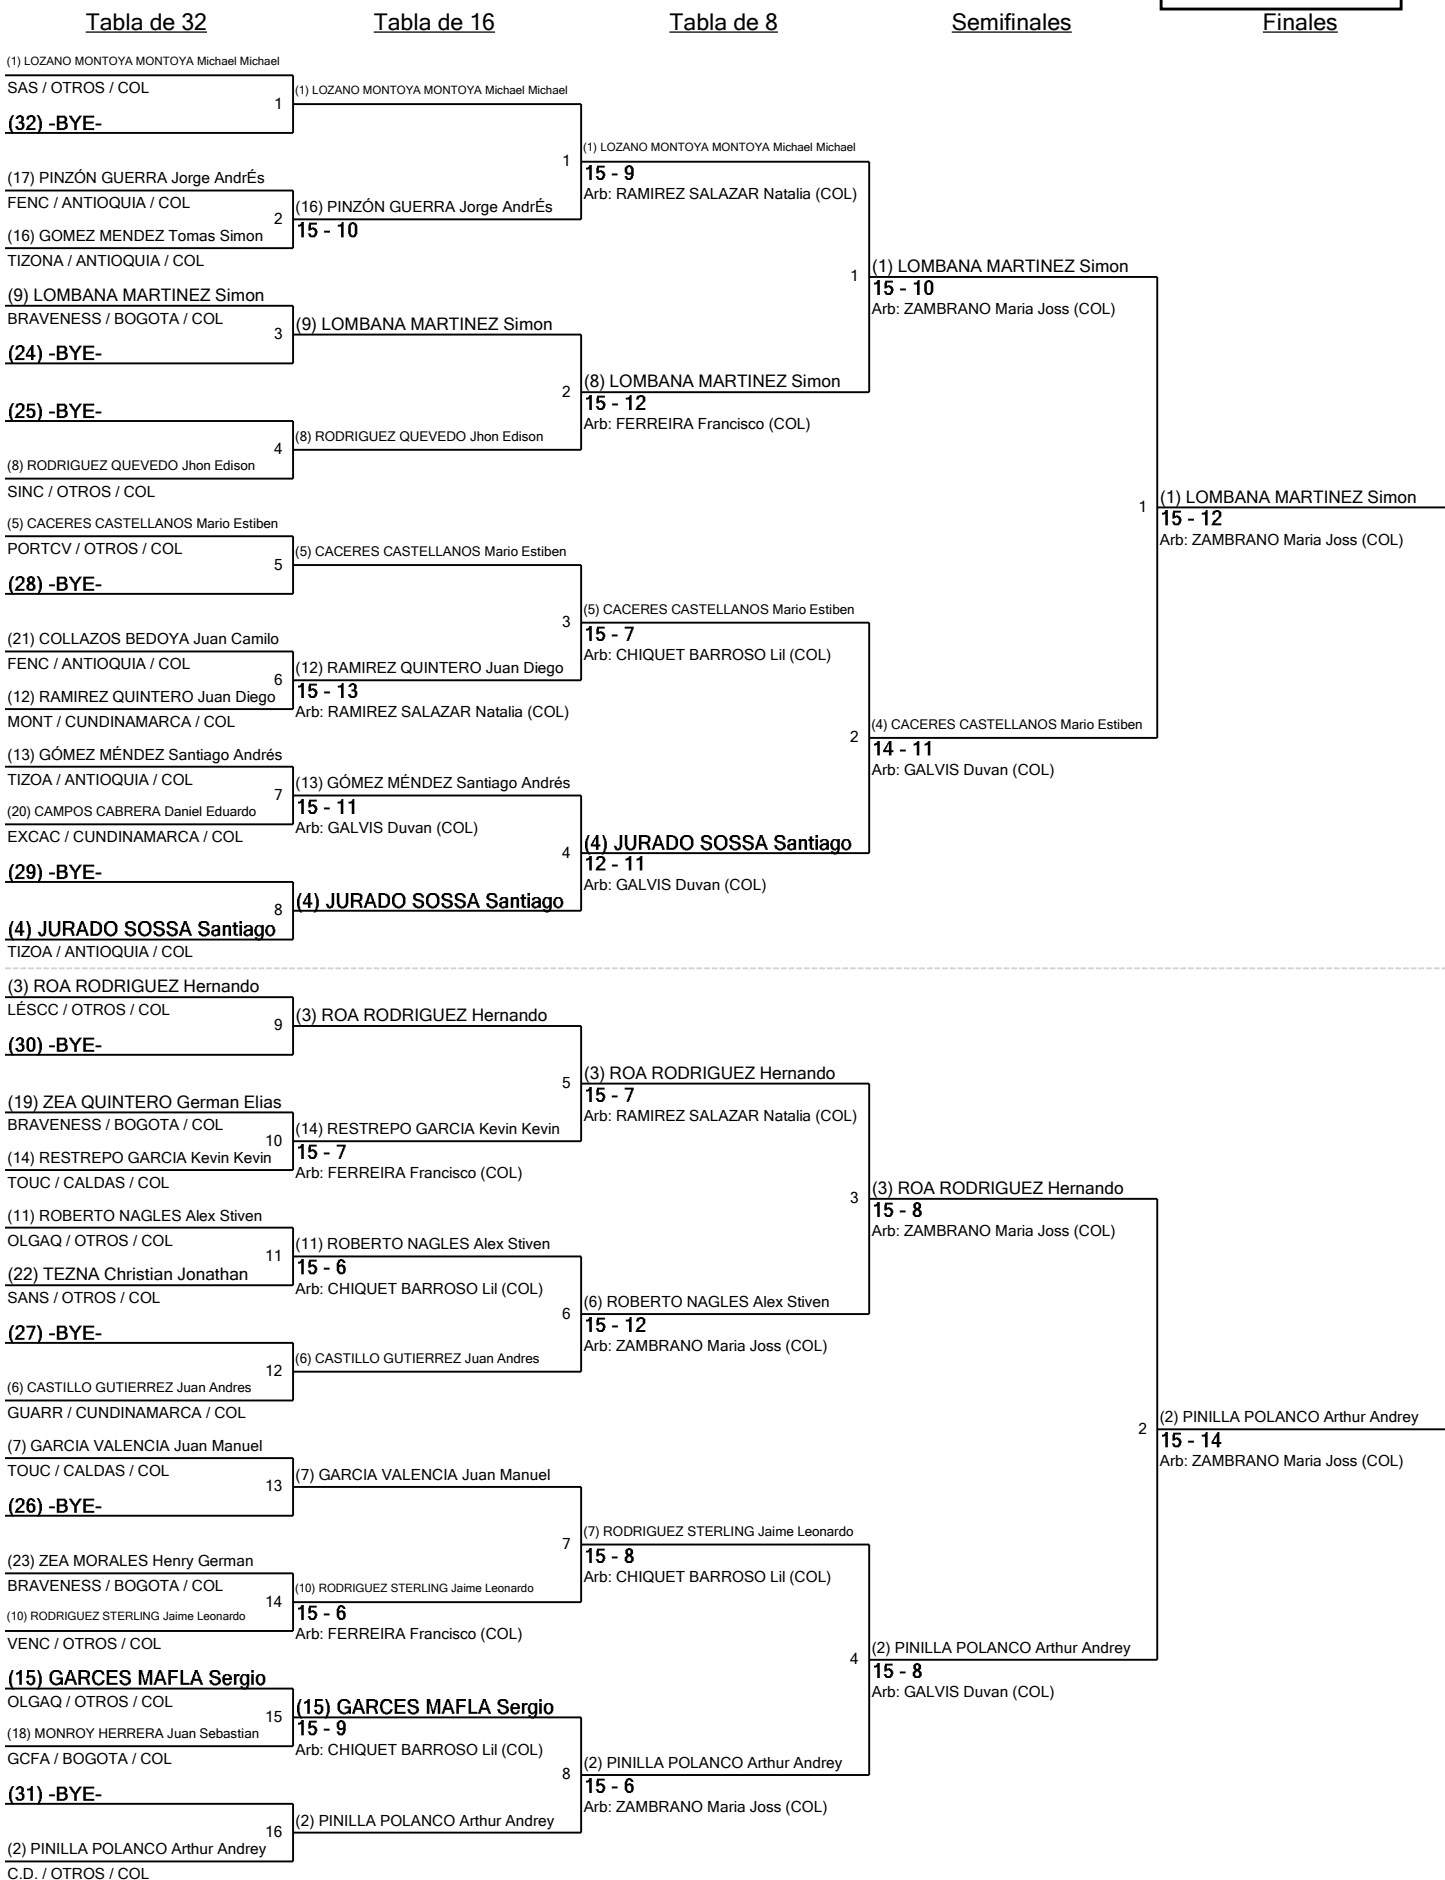 Tabla de 32
Tabla de 16
Tabla de 8
Semifinales
Finales
(1) LOZANO MONTOYA MONTOYA Michael Michael
SAS / OTROS / COL
1
(32) -BYE-
(17) PINZÓN GUERRA Jorge AndrÉs
FENC / ANTIOQUIA / COL
2
(16) GOMEZ MENDEZ Tomas Simon
TIZONA / ANTIOQUIA / COL
(9) LOMBANA MARTINEZ Simon
BRAVENESS / BOGOTA / COL
3
(24) -BYE-
(25) -BYE-
4
(8) RODRIGUEZ QUEVEDO Jhon Edison
SINC / OTROS / COL
(5) CACERES CASTELLANOS Mario Estiben
PORTCV / OTROS / COL
5
(28) -BYE-
(21) COLLAZOS BEDOYA Juan Camilo
FENC / ANTIOQUIA / COL
6
(12) RAMIREZ QUINTERO Juan Diego
MONT / CUNDINAMARCA / COL
(13) GÓMEZ MÉNDEZ Santiago Andrés
TIZOA / ANTIOQUIA / COL
7
(20) CAMPOS CABRERA Daniel Eduardo
EXCAC / CUNDINAMARCA / COL
(29) -BYE-
8
(4) JURADO SOSSA Santiago
TIZOA / ANTIOQUIA / COL
(3) ROA RODRIGUEZ Hernando
LÉSCC / OTROS / COL
9
(30) -BYE-
(19) ZEA QUINTERO German Elias
BRAVENESS / BOGOTA / COL
10
(14) RESTREPO GARCIA Kevin Kevin
TOUC / CALDAS / COL
(11) ROBERTO NAGLES Alex Stiven
OLGAQ / OTROS / COL
11
(22) TEZNA Christian Jonathan
SANS / OTROS / COL
(27) -BYE-
12
(6) CASTILLO GUTIERREZ Juan Andres
GUARR / CUNDINAMARCA / COL
(7) GARCIA VALENCIA Juan Manuel
TOUC / CALDAS / COL
13
(26) -BYE-
(23) ZEA MORALES Henry German
BRAVENESS / BOGOTA / COL
14
(10) RODRIGUEZ STERLING Jaime Leonardo
VENC / OTROS / COL
(15) GARCES MAFLA Sergio
OLGAQ / OTROS / COL
15
(18) MONROY HERRERA Juan Sebastian
GCFA / BOGOTA / COL
(31) -BYE-
16
(2) PINILLA POLANCO Arthur Andrey
C.D. / OTROS / COL
(1) LOZANO MONTOYA MONTOYA Michael Michael
1
(16) PINZÓN GUERRA Jorge AndrÉs
15 - 10
(9) LOMBANA MARTINEZ Simon
2
(8) RODRIGUEZ QUEVEDO Jhon Edison
(5) CACERES CASTELLANOS Mario Estiben
3
(12) RAMIREZ QUINTERO Juan Diego
15 - 13
Arb: RAMIREZ SALAZAR Natalia (COL)
(13) GÓMEZ MÉNDEZ Santiago Andrés
15 - 11
Arb: GALVIS Duvan (COL)
4
(4) JURADO SOSSA Santiago
(3) ROA RODRIGUEZ Hernando
5
(14) RESTREPO GARCIA Kevin Kevin
15 - 7
Arb: FERREIRA Francisco (COL)
(11) ROBERTO NAGLES Alex Stiven
15 - 6
Arb: CHIQUET BARROSO Lil (COL)
6
(6) CASTILLO GUTIERREZ Juan Andres
(7) GARCIA VALENCIA Juan Manuel
7
(10) RODRIGUEZ STERLING Jaime Leonardo
15 - 6
Arb: FERREIRA Francisco (COL)
(15) GARCES MAFLA Sergio
15 - 9
Arb: CHIQUET BARROSO Lil (COL)
8
(2) PINILLA POLANCO Arthur Andrey
(1) LOZANO MONTOYA MONTOYA Michael Michael
15 - 9
Arb: RAMIREZ SALAZAR Natalia (COL)
1
(8) LOMBANA MARTINEZ Simon
15 - 12
Arb: FERREIRA Francisco (COL)
(5) CACERES CASTELLANOS Mario Estiben
15 - 7
Arb: CHIQUET BARROSO Lil (COL)
2
(4) JURADO SOSSA Santiago
12 - 11
Arb: GALVIS Duvan (COL)
(3) ROA RODRIGUEZ Hernando
15 - 7
Arb: RAMIREZ SALAZAR Natalia (COL)
3
(6) ROBERTO NAGLES Alex Stiven
15 - 12
Arb: ZAMBRANO Maria Joss (COL)
(7) RODRIGUEZ STERLING Jaime Leonardo
15 - 8
Arb: CHIQUET BARROSO Lil (COL)
4
(2) PINILLA POLANCO Arthur Andrey
15 - 6
Arb: ZAMBRANO Maria Joss (COL)
(1) LOMBANA MARTINEZ Simon
15 - 10
Arb: ZAMBRANO Maria Joss (COL)
1
(4) CACERES CASTELLANOS Mario Estiben
14 - 11
Arb: GALVIS Duvan (COL)
(3) ROA RODRIGUEZ Hernando
15 - 8
Arb: ZAMBRANO Maria Joss (COL)
2
(2) PINILLA POLANCO Arthur Andrey
15 - 8
Arb: GALVIS Duvan (COL)
(1) LOMBANA MARTINEZ Simon
15 - 12
Arb: ZAMBRANO Maria Joss (COL)
(2) PINILLA POLANCO Arthur Andrey
15 - 14
Arb: ZAMBRANO Maria Joss (COL)